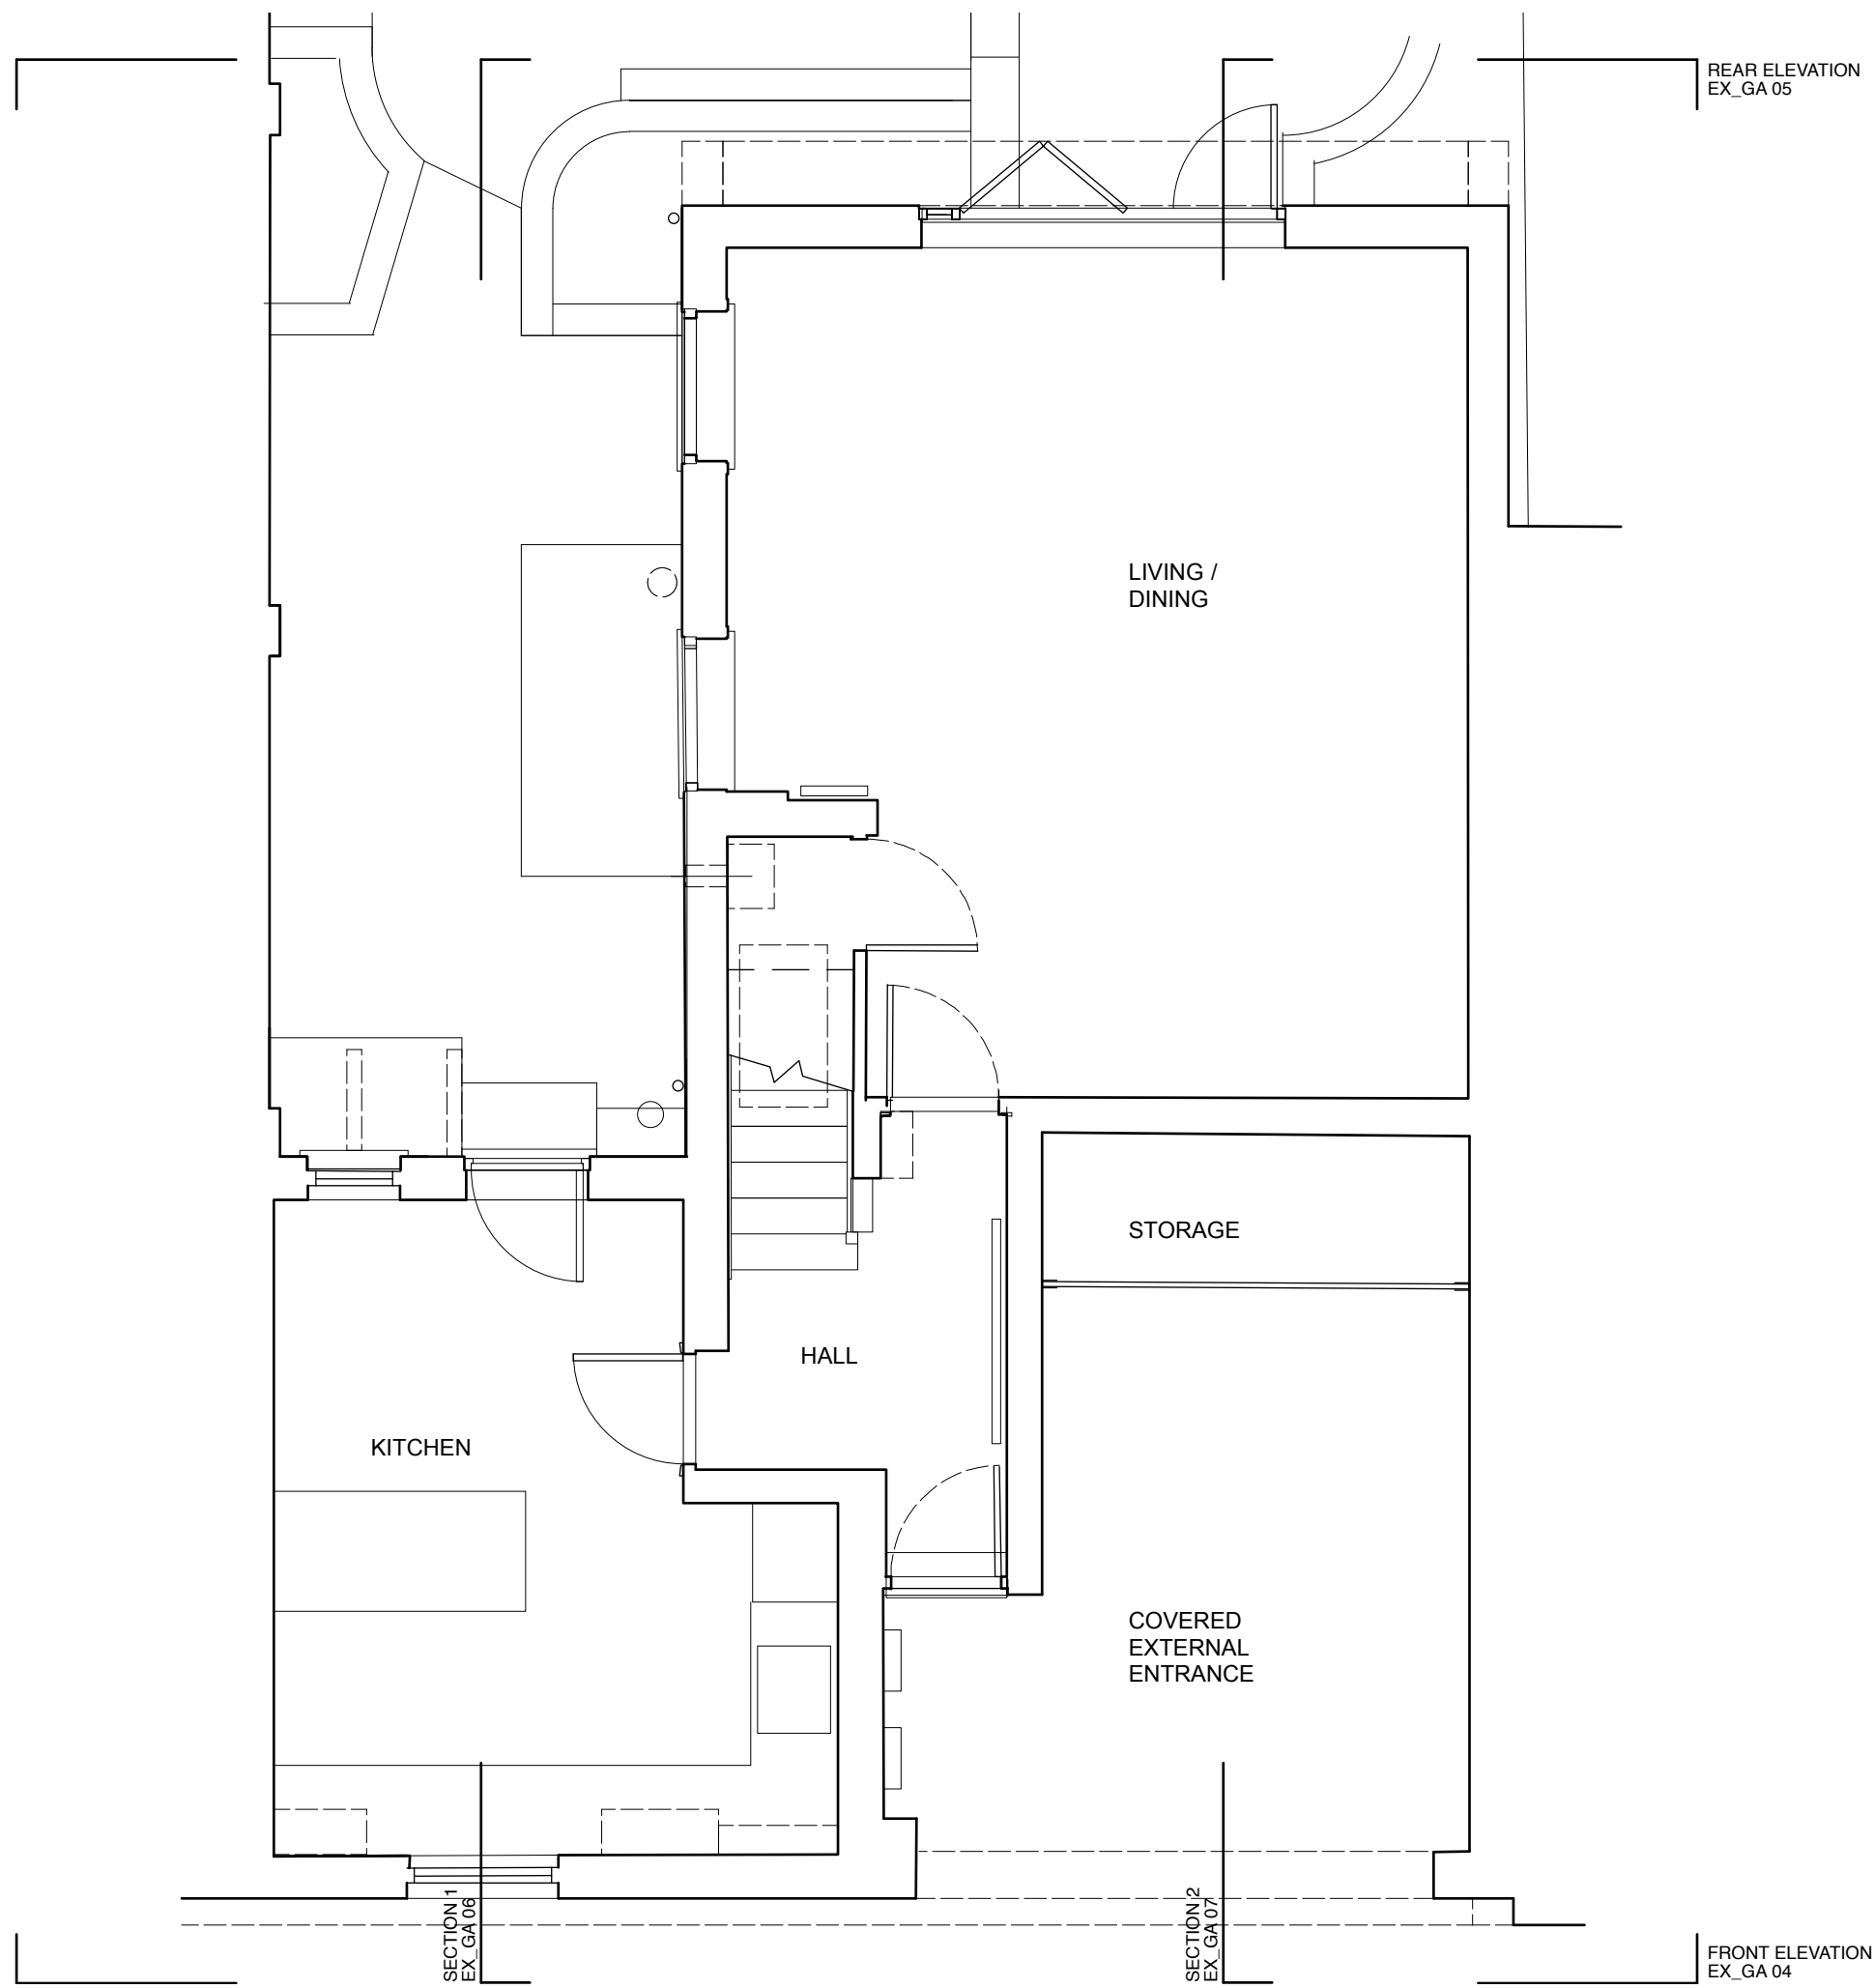 REAR ELEVATION
EX_GA 05
LIVING /
DINING
STORAGE
HALL
KITCHEN
COVERED
EXTERNAL
ENTRANCE
SECTION 1
EX_GA 06
SECTION 2
EX_GA 07
FRONT ELEVATION
EX_GA 04